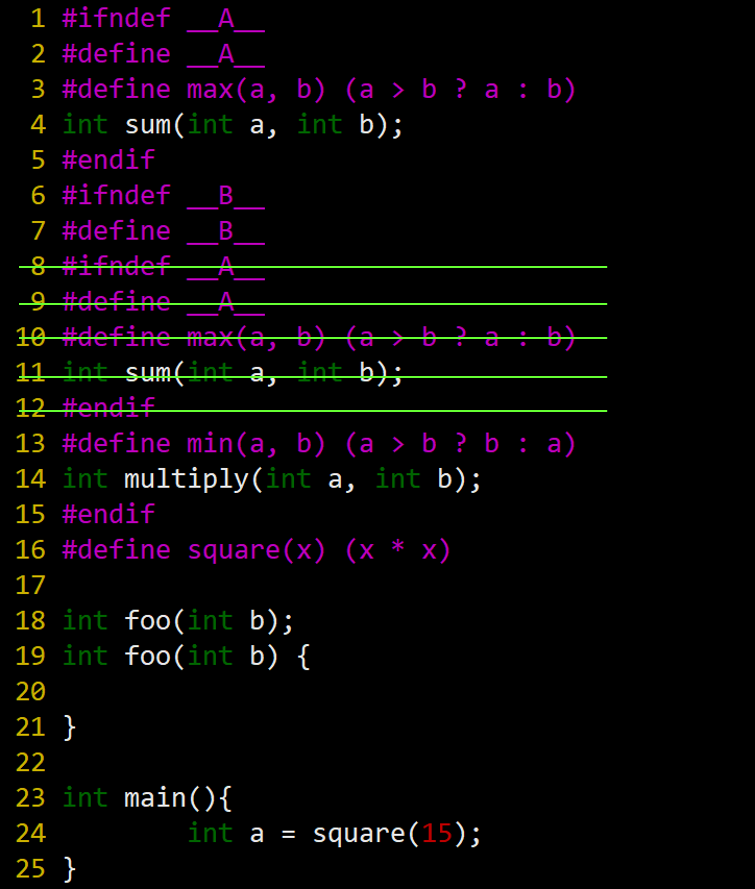 1 #ifndef __A__
2 #define __A__
3 #define max(a, b) (a > b ? a : b)
4 int sum(int a, int b);
5 #endif
6 #ifndef __B__
7 #define __B__
8 #ifndef __A__
9 #define __A__
10 #define max(a, b) (a > b ? a : b)
11 int sum(int a, int b);
12 #endif
13 #define min(a, b) (a > b ? b : a)
14 int multiply(int a, int b);
15 #endif
16 #define square(x) (x * x)
17
18 int foo(int b);
19 int foo(int b) {
20
21 }
22
23 int main(){
24         int a = square(15);
25 }